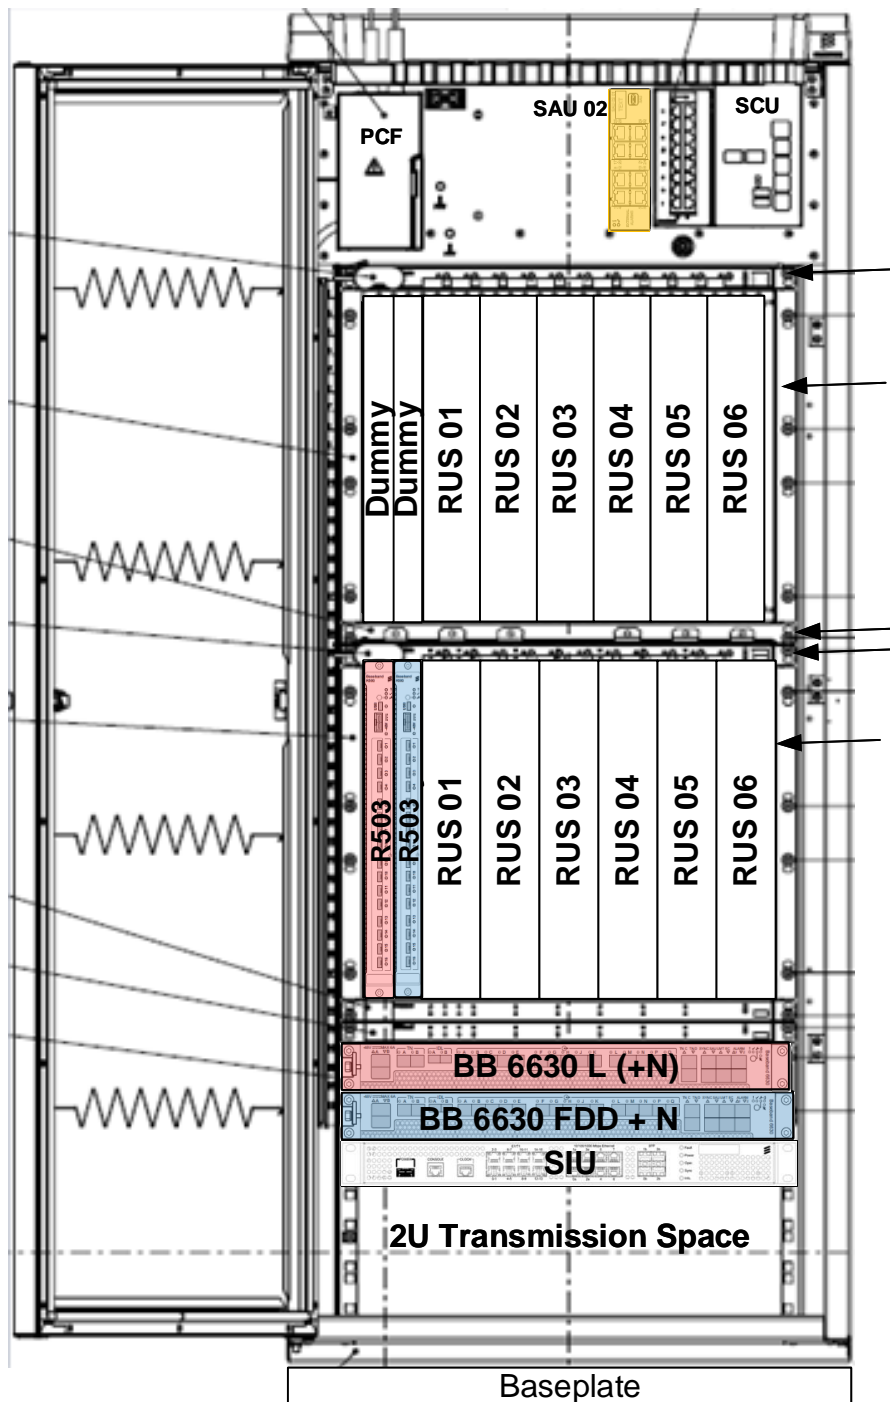 SAU 02
SCU
PCF
Dummy
Dummy
RUS 01
RUS 02
RUS 03
RUS 04
RUS 05
RUS 06
R503
R503
RUS 01
RUS 02
RUS 03
RUS 04
RUS 05
RUS 06
BB 6630 L (+N)
BB 6630 FDD + N
SIU
2U Transmission Space
Baseplate